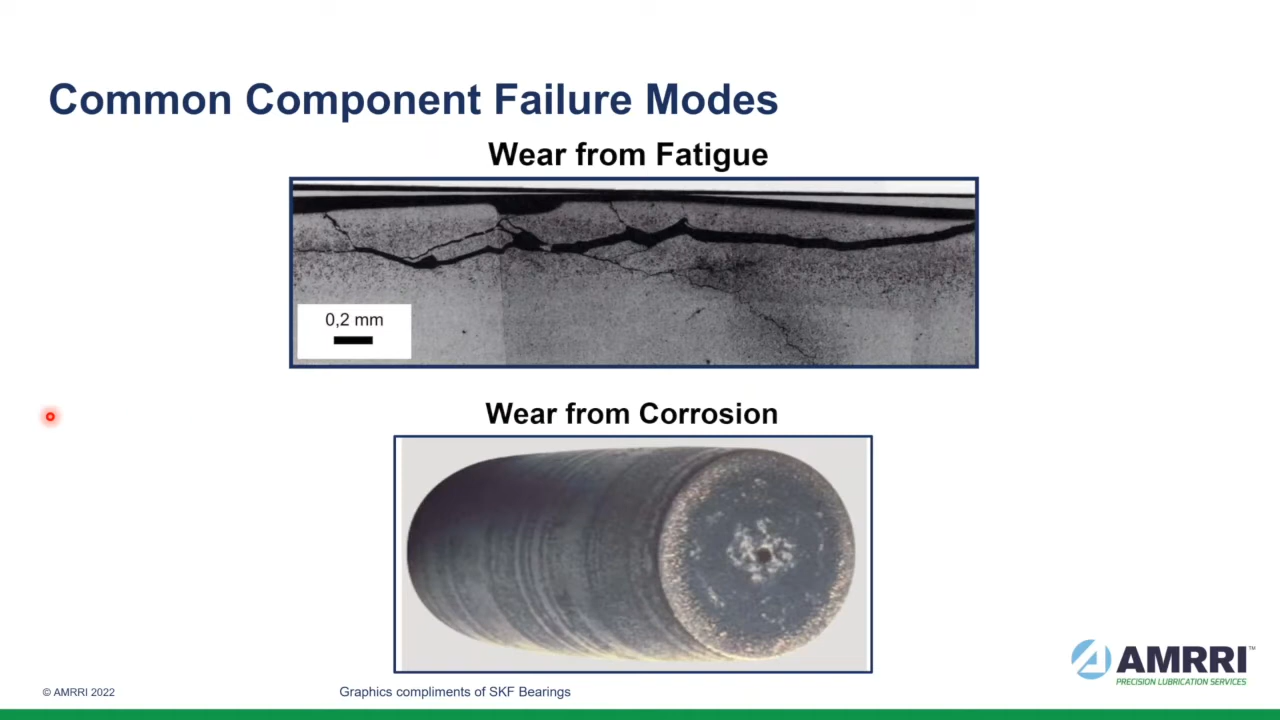 Common Component Failure Modes
Wear from Fatigue
0,2 mm
Wear from Corrosion
AMRRI™
PRECISION LUBRICATION SERVICES
© AMRRI 2022
Graphics compliments of SKF Bearings